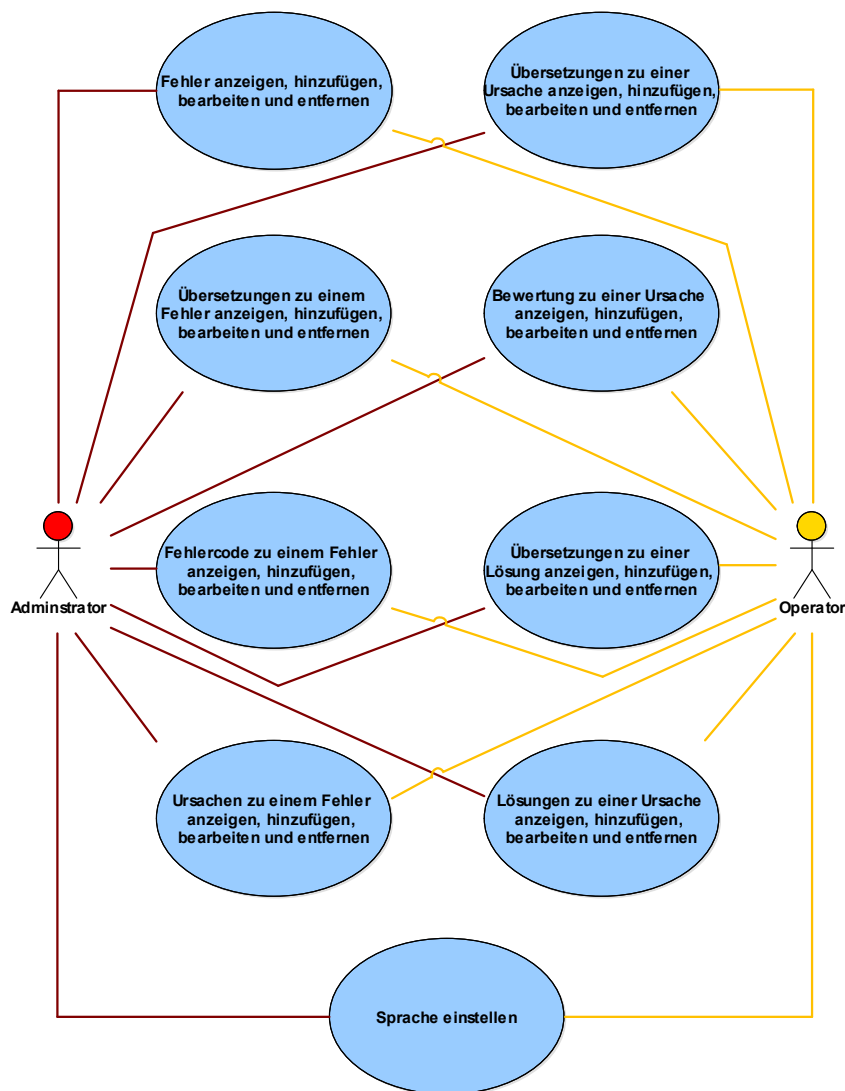 Fehler anzeigen, hinzufügen,
bearbeiten und entfernen
Übersetzungen zu einer
Ursache anzeigen, hinzufügen,
bearbeiten und entfernen
Übersetzungen zu einem
Fehler anzeigen, hinzufügen,
bearbeiten und entfernen
Bewertung zu einer Ursache
anzeigen, hinzufügen,
bearbeiten und entfernen
Fehlercode zu einem Fehler
anzeigen, hinzufügen,
bearbeiten und entfernen
Übersetzungen zu einer
Lösung anzeigen, hinzufügen,
bearbeiten und entfernen
Adminstrator
Operator
Ursachen zu einem Fehler
anzeigen, hinzufügen,
bearbeiten und entfernen
Lösungen zu einer Ursache
anzeigen, hinzufügen,
bearbeiten und entfernen
Sprache einstellen